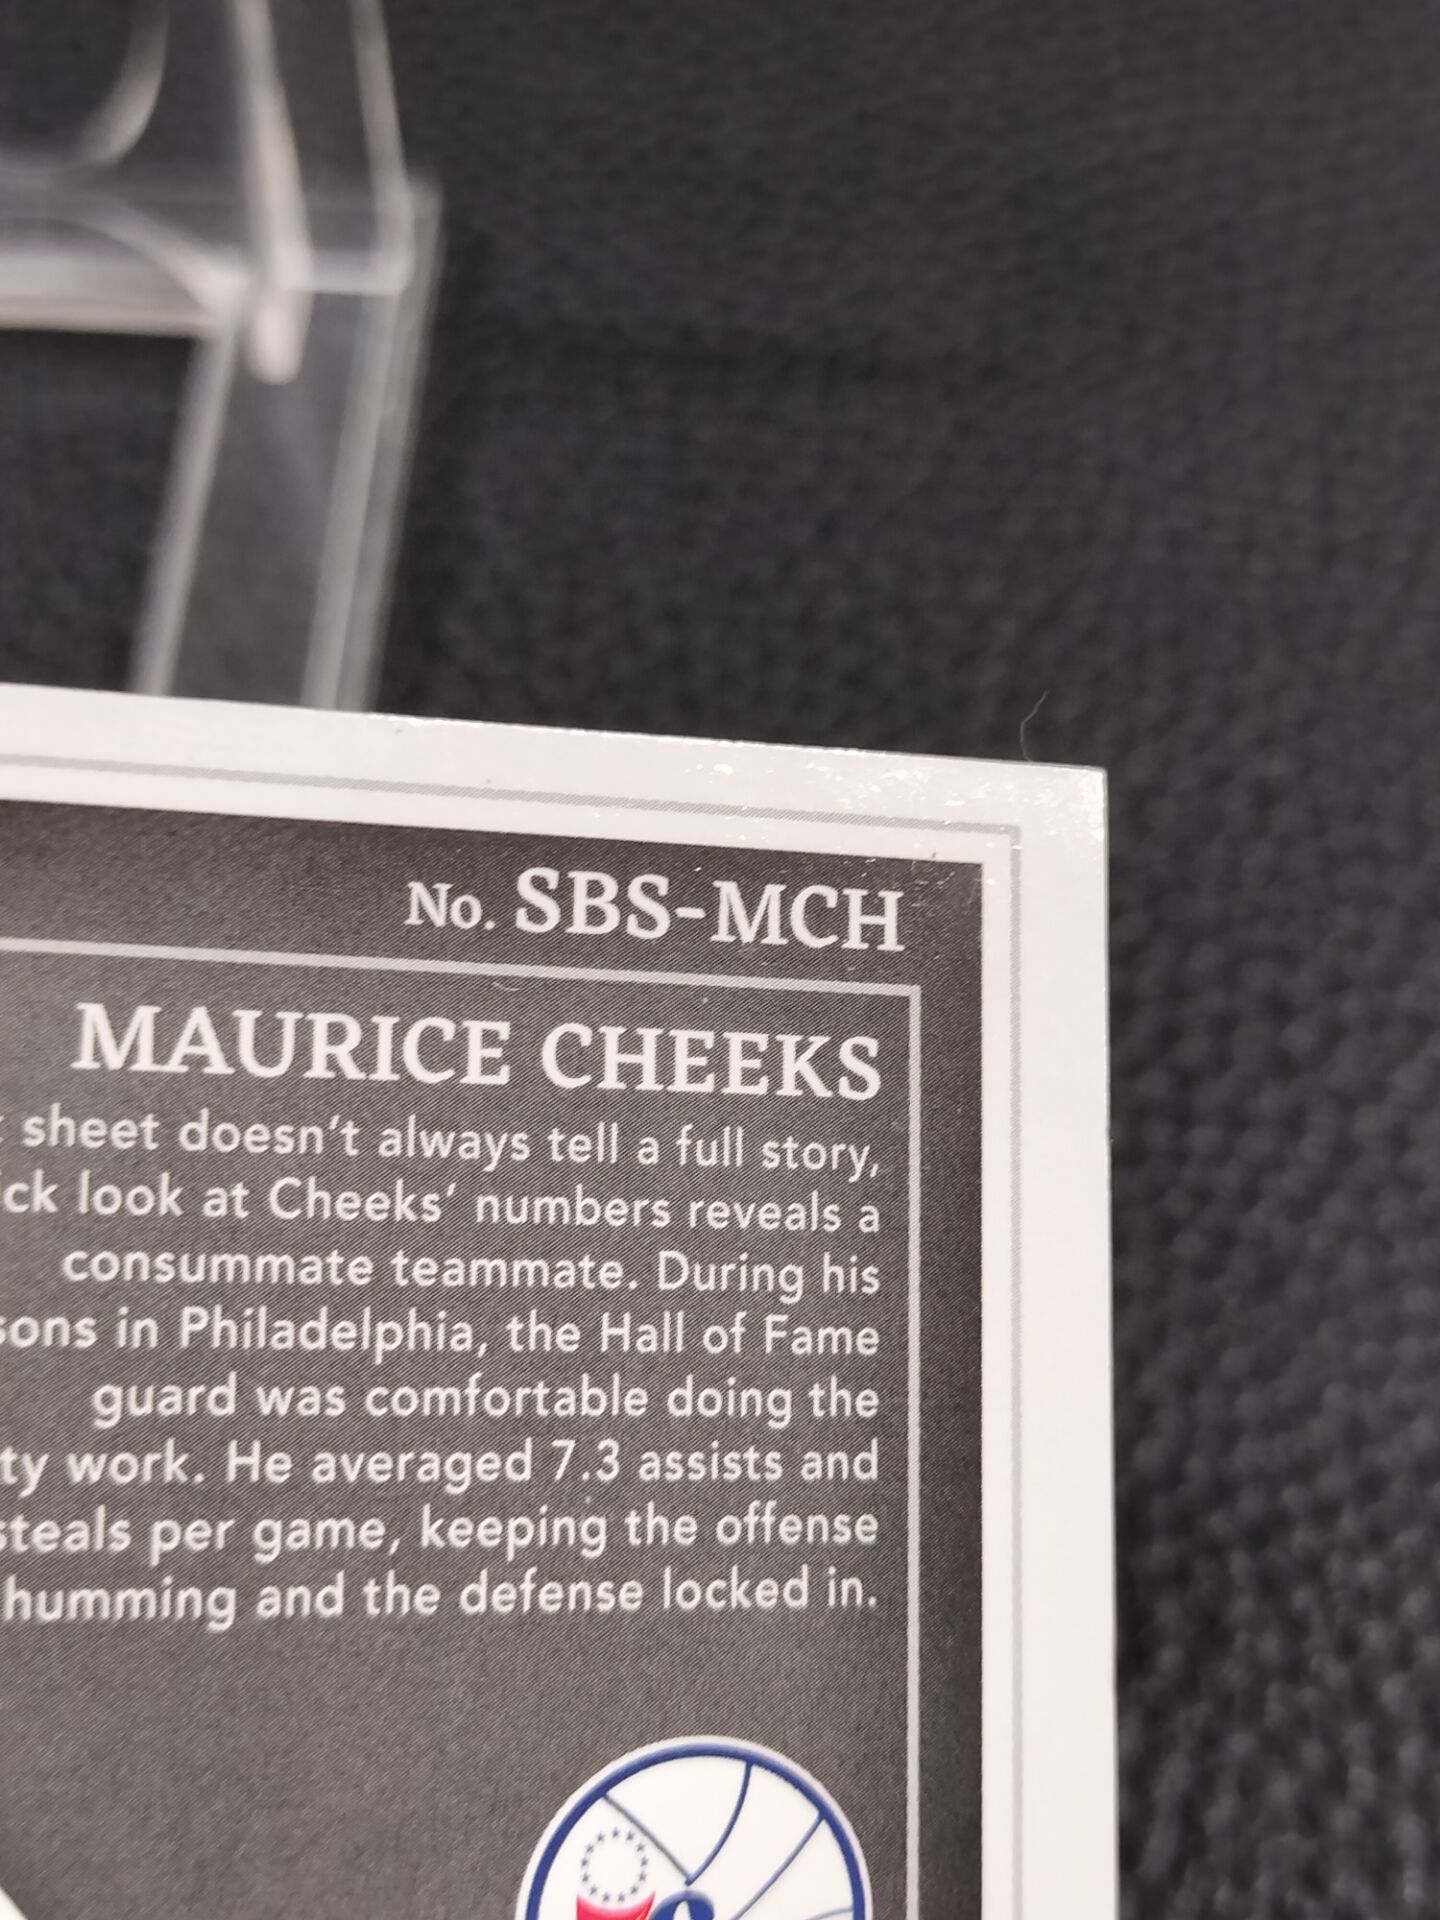 No. SBS-MCH
MAURICE CHEEKS
sheet doesn't always tell a full story,
look at Cheeks' numbers reveals a
consummate teammate. During his
in Philadelphia, the Hall of Fame
guard was comfortable doing the
work. He averaged 7.3 assists and
steals per game, keeping the offense
humming and the defense locked in.